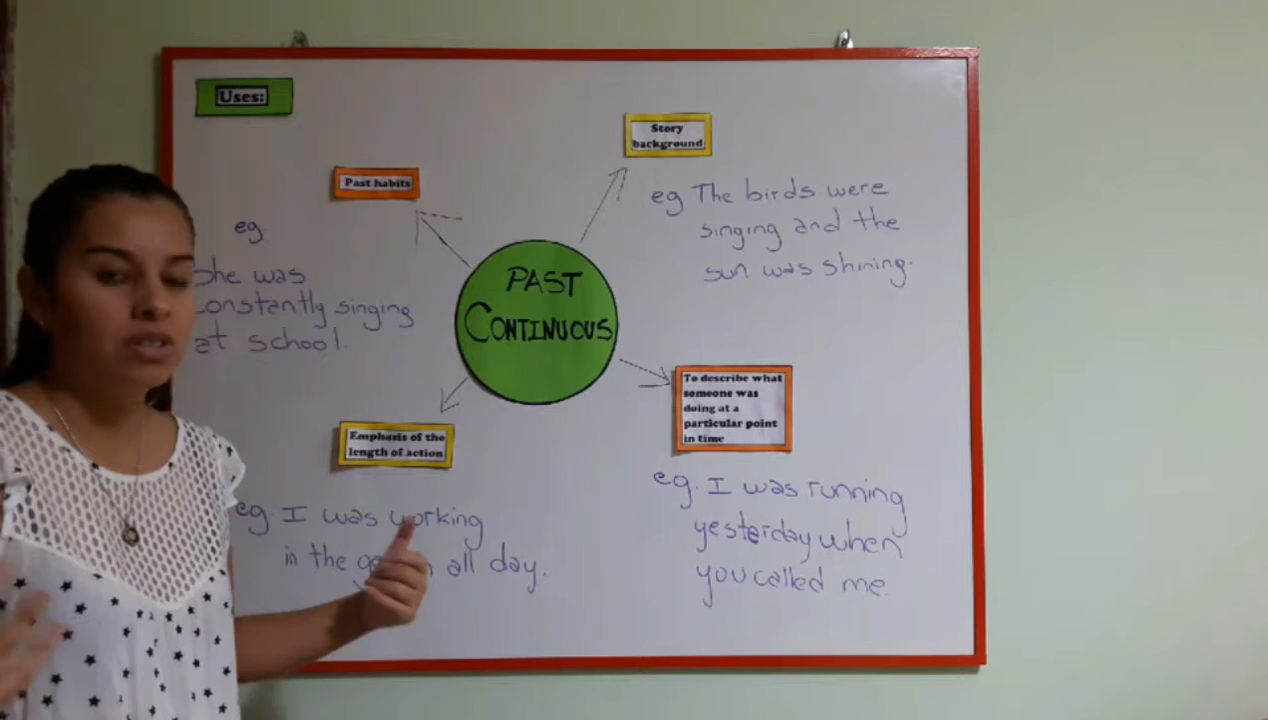 Uses:
Past habits
eg
She was
constantly singing
at school.
Story
background
eg The birds were
singing and the
sun was shining.
PAST
CONTINUOUS
Emphasis of the
length of action
eg. I was working
in the all day.
To describe what
someone was
doing at a
particular point
in time
eg. I was running
yesterday when
you called me.